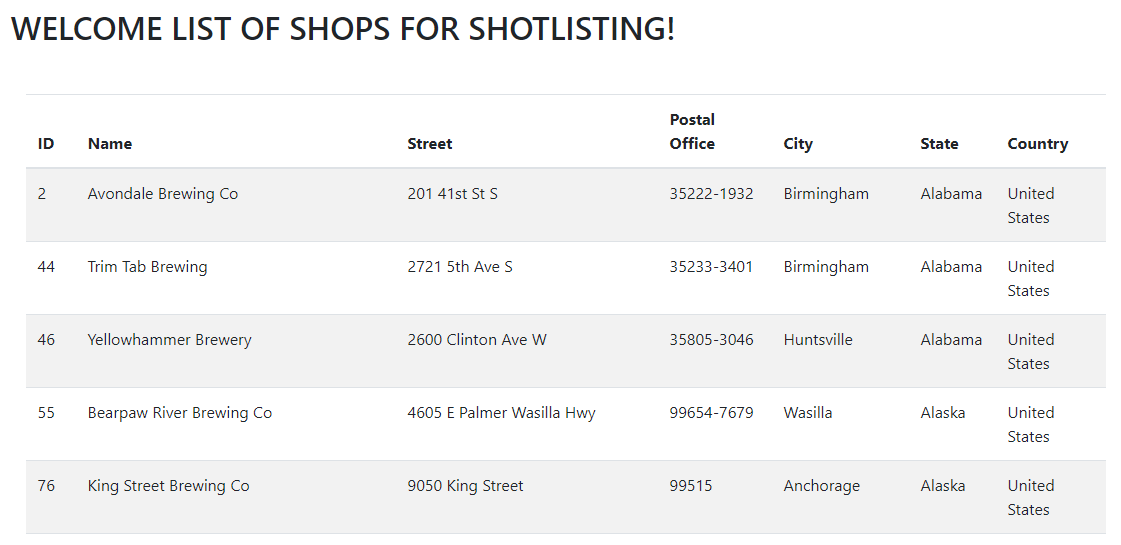 WELCOME LIST OF SHOPS FOR SHOTLISTING!
ID Name Street Postal Office City State Country
2 Avondale Brewing Co 201 41st St S 35222-1932 Birmingham Alabama United States
44 Trim Tab Brewing 2721 5th Ave S 35233-3401 Birmingham Alabama United States
46 Yellowhammer Brewery 2600 Clinton Ave W 35805-3046 Huntsville Alabama United States
55 Bearpaw River Brewing Co 4605 E Palmer Wasilla Hwy 99654-7679 Wasilla Alaska United States
76 King Street Brewing Co 9050 King Street 99515 Anchorage Alaska United States